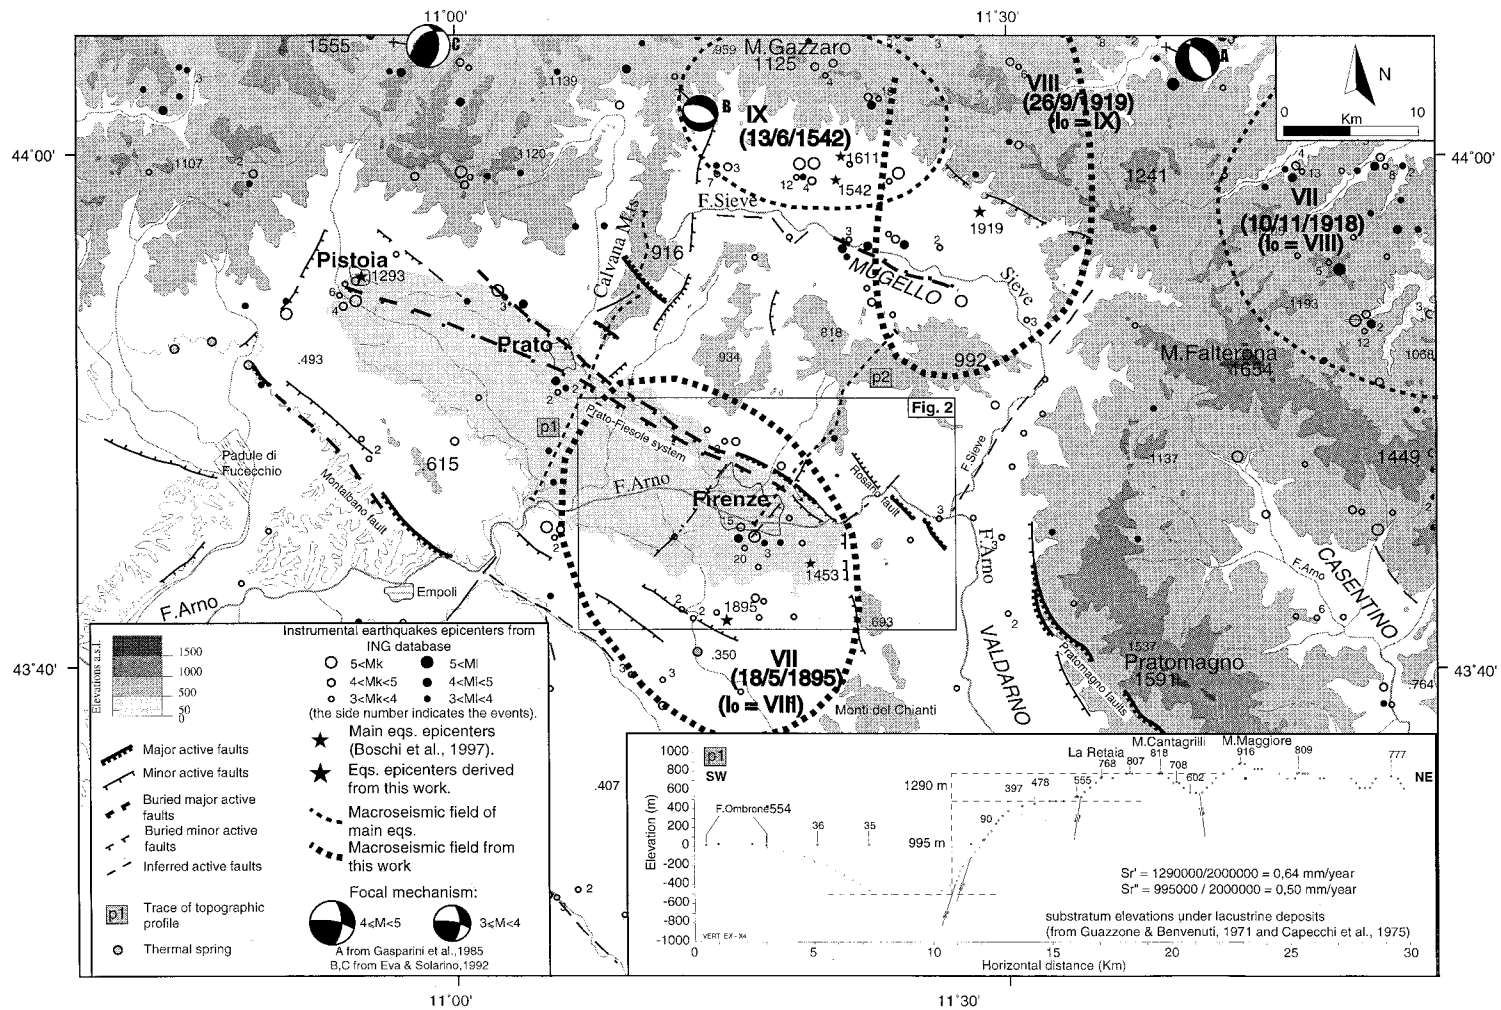 11°00'
11°30'
1555
C
.959
M.Gazzaro
1125
A
N
0 Km 10
.1139
B
IX
(13/6/1542)
VIII
(26/9/1919)
(I₀ = IX)
44°00'
44°00'
.1107
.1120
1611
1542
1241
VII
(10/11/1918)
(I₀ = VIII)
F.Sieve
1919
Pistoia
1293
Calvana M.ts
916
MUGELLO
Sieve
.1193
Prato
818
934
992
M.Falterona
1654
1068
.493
p2
Fig. 2
p1
Prato-Fiesole system
Padule di
Fucecchio
.615
Montalbano fault
F.Arno
Firenze
Rosano fault
F.Sieve
.1137
1449
20
1453
F.Arno
F.Arno
CASENTINO
Empoli
F.Arno
1895
.693
.350
VII
(18/5/1895)
(I₀ = VIII)
Monti del Chianti
VALDARNO
1537
Pratomagno
1591
Pratomagno faults
.764
43°40'
43°40'
.407
Elevations a.s.l.
1500
1000
500
50
0
Instrumental earthquakes epicenters from
ING database
5<Mk 5<Ml
4<Mk<5 4<Ml<5
3<Mk<4 3<Ml<4
(the side number indicates the events).
Main eqs. epicenters
(Boschi et al., 1997).
Eqs. epicenters derived
from this work.
Macroseismic field of
main eqs.
Macroseismic field from
this work
Major active faults
Minor active faults
Buried major active
faults
Buried minor active
faults
Inferred active faults
p1 Trace of topographic
profile
Thermal spring
Focal mechanism:
4⩽M<5 3⩽M<4
A from Gasparini et al.,1985
B,C from Eva & Solarino,1992
p1
SW
NE
Elevation (m)
1000
800
600
400
200
0
-200
-400
-600
-800
-1000
F.Ombrone
554
36
35
1290 m
995 m
90
397
478
555
La Retaia
768
807
M.Cantagrilli
818
708
602
M.Maggiore
916
809
777
Sr' = 1290000/2000000 = 0,64 mm/year
Sr" = 995000 / 2000000 = 0,50 mm/year
substratum elevations under lacustrine deposits
(from Guazzone & Benvenuti, 1971 and Capecchi et al., 1975)
VERT EX - X4
0 5 10 15 20 25 30
Horizontal distance (Km)
11°00'
11°30'